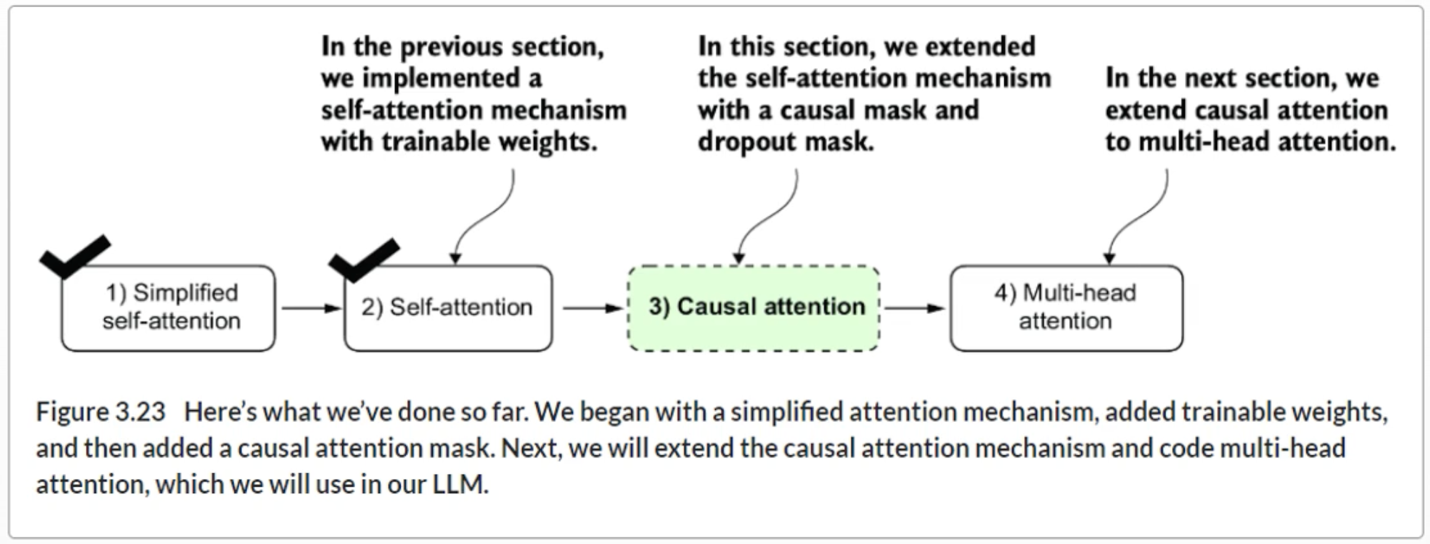 In the previous section,
we implemented a
self-attention mechanism
with trainable weights.
In this section, we extended
the self-attention mechanism
with a causal mask and
dropout mask.
In the next section, we
extend causal attention
to multi-head attention.
1) Simplified
self-attention
2) Self-attention
3) Causal attention
4) Multi-head
attention
Figure 3.23 Here’s what we’ve done so far. We began with a simplified attention mechanism, added trainable weights,
and then added a causal attention mask. Next, we will extend the causal attention mechanism and code multi-head
attention, which we will use in our LLM.